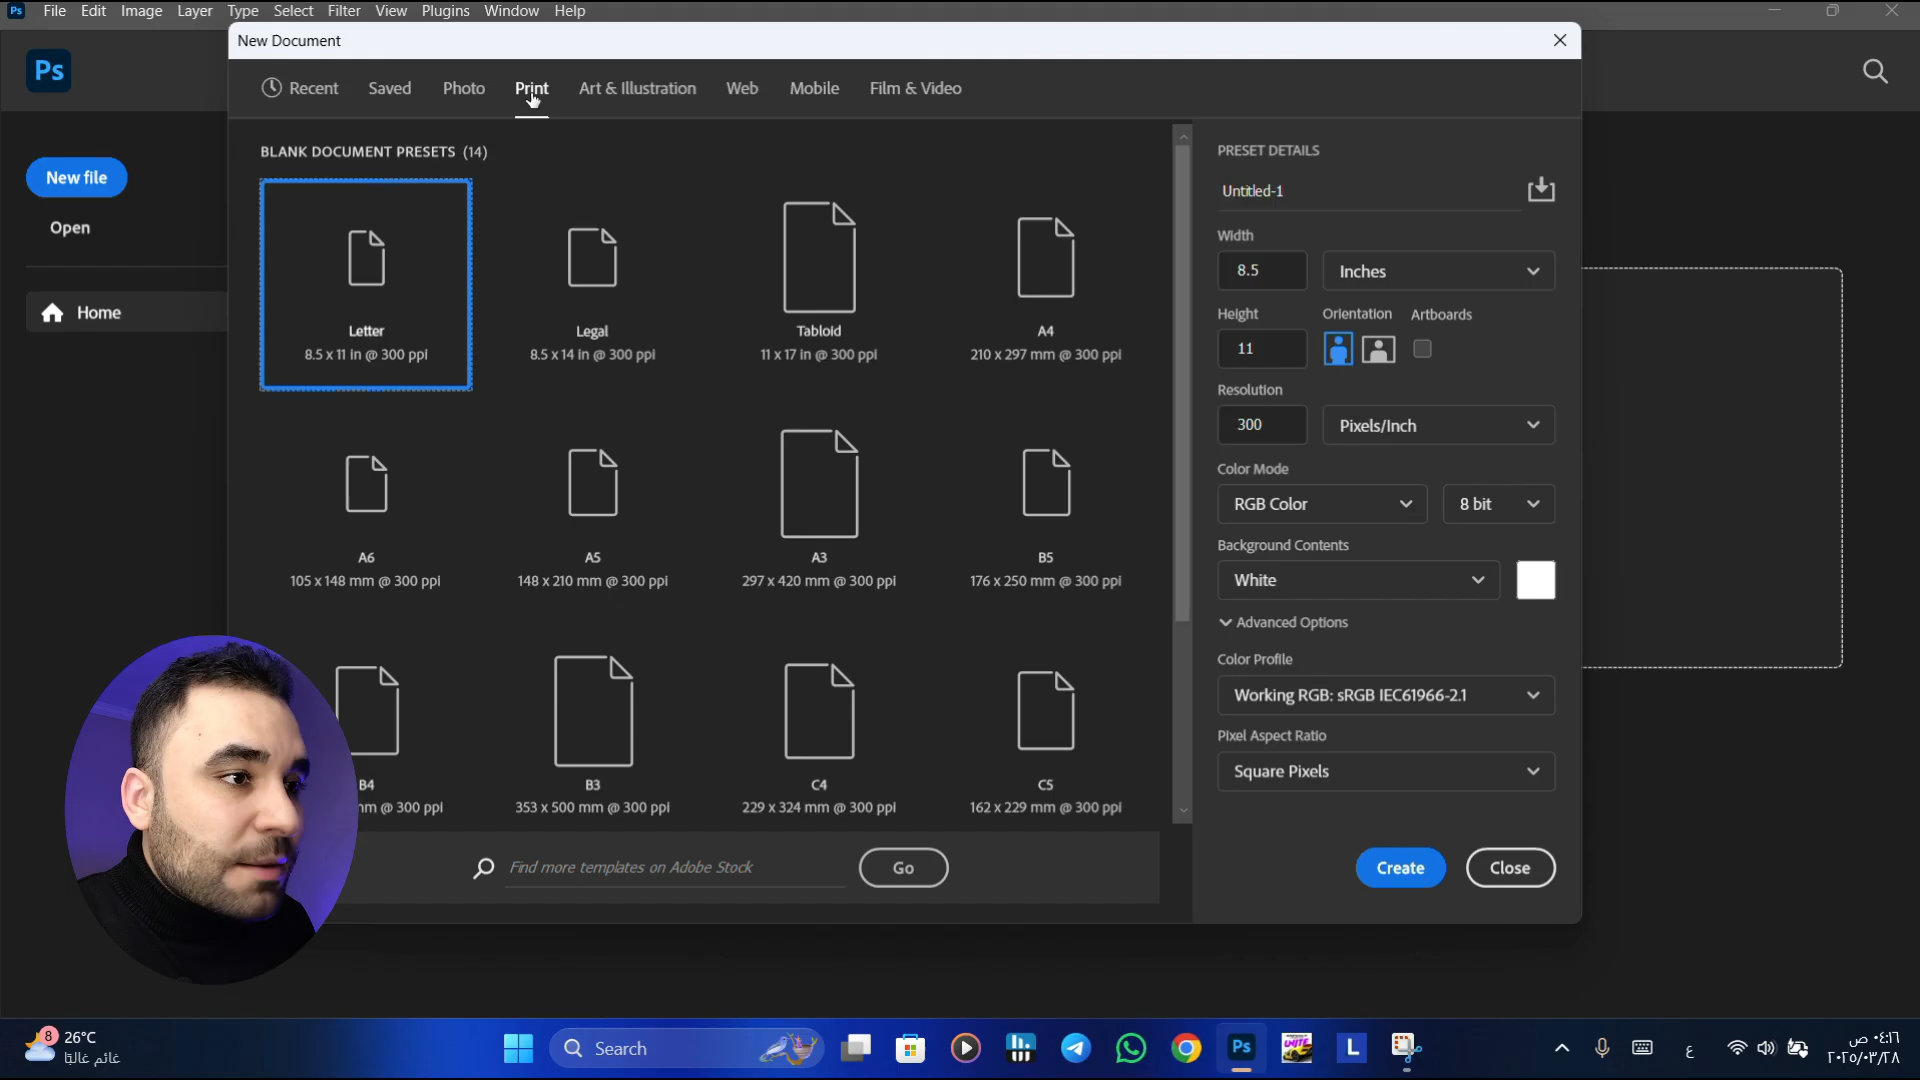 Ps File Edit Image Layer Type Select Filter View Plugins Window Help
New Document
Ps
Recent Saved Photo Print Art & Illustration Web Mobile Film & Video
New file
Open
Home
BLANK DOCUMENT PRESETS (14)
Letter
8.5 x 11 in @ 300 ppi
Legal
8.5 x 14 in @ 300 ppi
Tabloid
11 x 17 in @ 300 ppi
A4
210 x 297 mm @ 300 ppi
A6
105 x 148 mm @ 300 ppi
A5
148 x 210 mm @ 300 ppi
A3
297 x 420 mm @ 300 ppi
B5
176 x 250 mm @ 300 ppi
B4
@ 300 ppi
B3
353 x 500 mm @ 300 ppi
C4
229 x 324 mm @ 300 ppi
C5
162 x 229 mm @ 300 ppi
Find more templates on Adobe Stock
Go
PRESET DETAILS
Untitled-1
Width
8.5 Inches
Height Orientation Artboards
11
Resolution
300 Pixels/Inch
Color Mode
RGB Color 8 bit
Background Contents
White
Advanced Options
Color Profile
Working RGB: sRGB IEC61966-2.1
Pixel Aspect Ratio
Square Pixels
Create Close
8
26°C
غائم غالبًا
Search
Ps
L
ع
٠٤:١٦ ص
٢٠٢٥/٠٣/٢٨